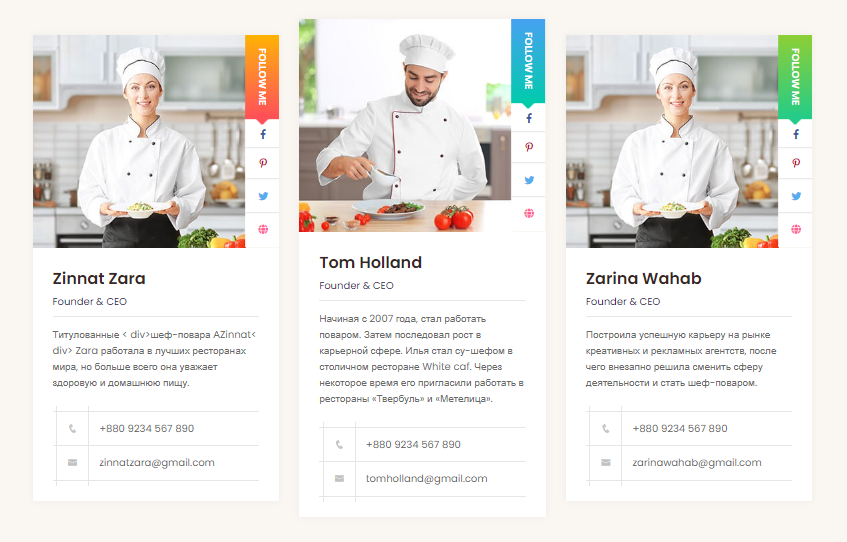 FOLLOW ME
Zinnat Zara
Founder & CEO
Титулованные < div>шеф-повара AZinnat<
div> Zara работала в лучших ресторанах
мира, но больше всего она уважает
здоровую и домашнюю пищу.
+880 9234 567 890
zinnatzara@gmail.com
FOLLOW ME
Tom Holland
Founder & CEO
Начиная с 2007 года, стал работать
поваром. Затем последовал рост в
карьерной сфере. Илья стал су-шефом в
столичном ресторане White caf. Через
некоторое время его пригласили работать в
рестораны «Твербуль» и «Метелица».
+880 9234 567 890
tomholland@gmail.com
FOLLOW ME
Zarina Wahab
Founder & CEO
Построила успешную карьеру на рынке
креативных и рекламных агентств, после
чего внезапно решила сменить сферу
деятельности и стать шеф-поваром.
+880 9234 567 890
zarinawahab@gmail.com